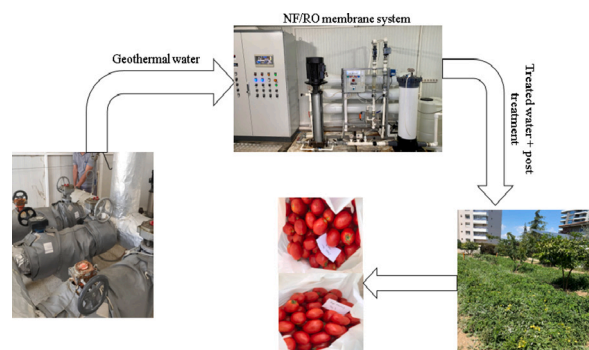 NF/RO membrane system
Geothermal water
Treated water + post
treatment